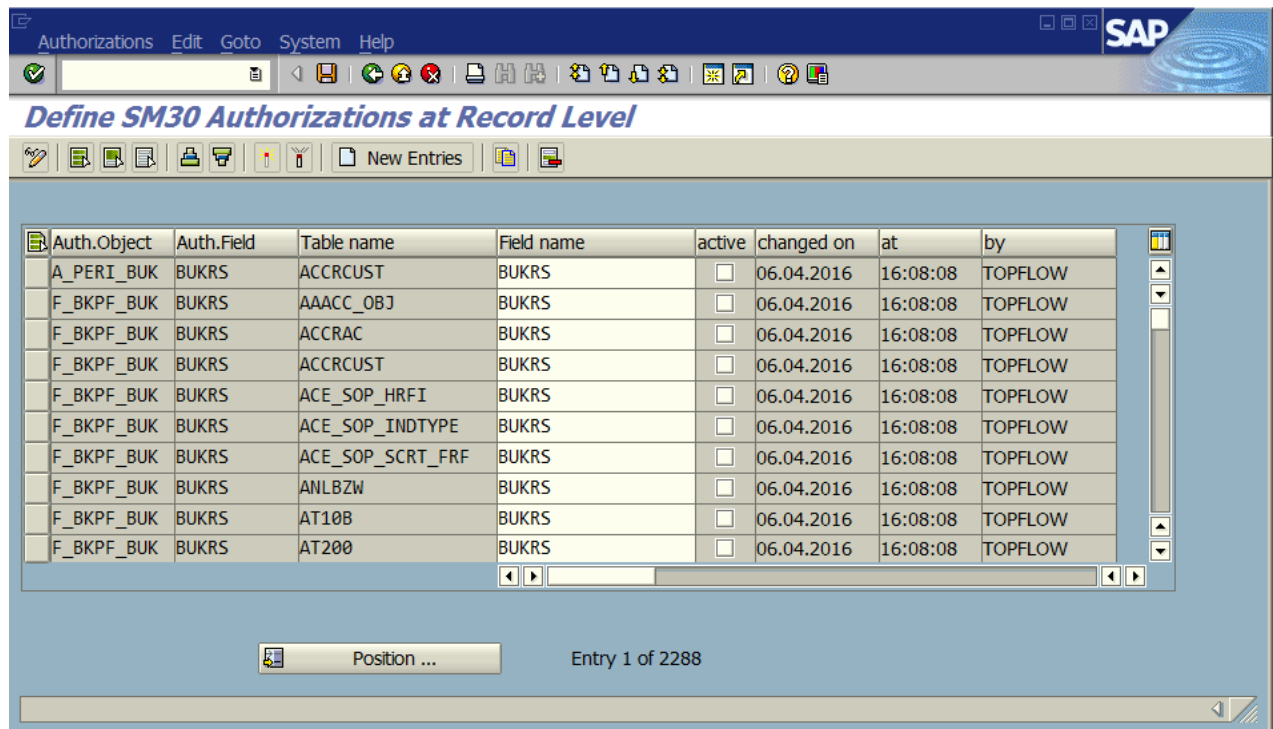 Authorizations Edit Goto System Help
SAP
Define SM30 Authorizations at Record Level
New Entries
Auth.Object Auth.Field Table name Field name active changed on at by
A_PERI_BUK BUKRS ACCRCUST BUKRS 06.04.2016 16:08:08 TOPFLOW
F_BKPF_BUK BUKRS AAACC_OBJ BUKRS 06.04.2016 16:08:08 TOPFLOW
F_BKPF_BUK BUKRS ACCRAC BUKRS 06.04.2016 16:08:08 TOPFLOW
F_BKPF_BUK BUKRS ACCRCUST BUKRS 06.04.2016 16:08:08 TOPFLOW
F_BKPF_BUK BUKRS ACE_SOP_HRFI BUKRS 06.04.2016 16:08:08 TOPFLOW
F_BKPF_BUK BUKRS ACE_SOP_INDTYPE BUKRS 06.04.2016 16:08:08 TOPFLOW
F_BKPF_BUK BUKRS ACE_SOP_SCRT_FRF BUKRS 06.04.2016 16:08:08 TOPFLOW
F_BKPF_BUK BUKRS ANLBZW BUKRS 06.04.2016 16:08:08 TOPFLOW
F_BKPF_BUK BUKRS AT10B BUKRS 06.04.2016 16:08:08 TOPFLOW
F_BKPF_BUK BUKRS AT200 BUKRS 06.04.2016 16:08:08 TOPFLOW
Position ... Entry 1 of 2288